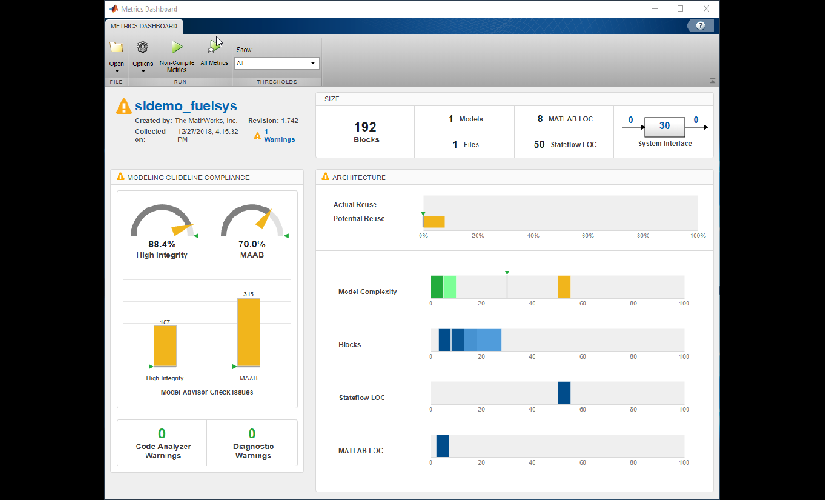 Metrics Dashboard
METRICS DASHBOARD
Open
Options
Non-Compile
Metrics
All Metrics
Show
All
FILE
RUN
THRESHOLDS
sldemo_fuelsys
Created by: The MathWorks, Inc. Revision: 1.742
Collected on: 12/27/2018, 4:15:32 PM
1 Warnings
SIZE
192
Blocks
1 Models
1 Files
8 MATLAB LOC
50 Stateflow LOC
0 30 0
System Interface
MODELING GUIDELINE COMPLIANCE
88.4%
High Integrity
70.0%
MAAB
High Integrity
MAAB
Model Advisor Check Issues
0
Code Analyzer
Warnings
0
Diagnostic
Warnings
ARCHITECTURE
Actual Reuse
Potential Reuse
0% 20% 40% 60% 80% 100%
Model Complexity
0 20 40 60 80 100
Blocks
0 20 40 60 80 100
Stateflow LOC
0 20 40 60 80 100
MATLAB LOC
0 20 40 60 80 100